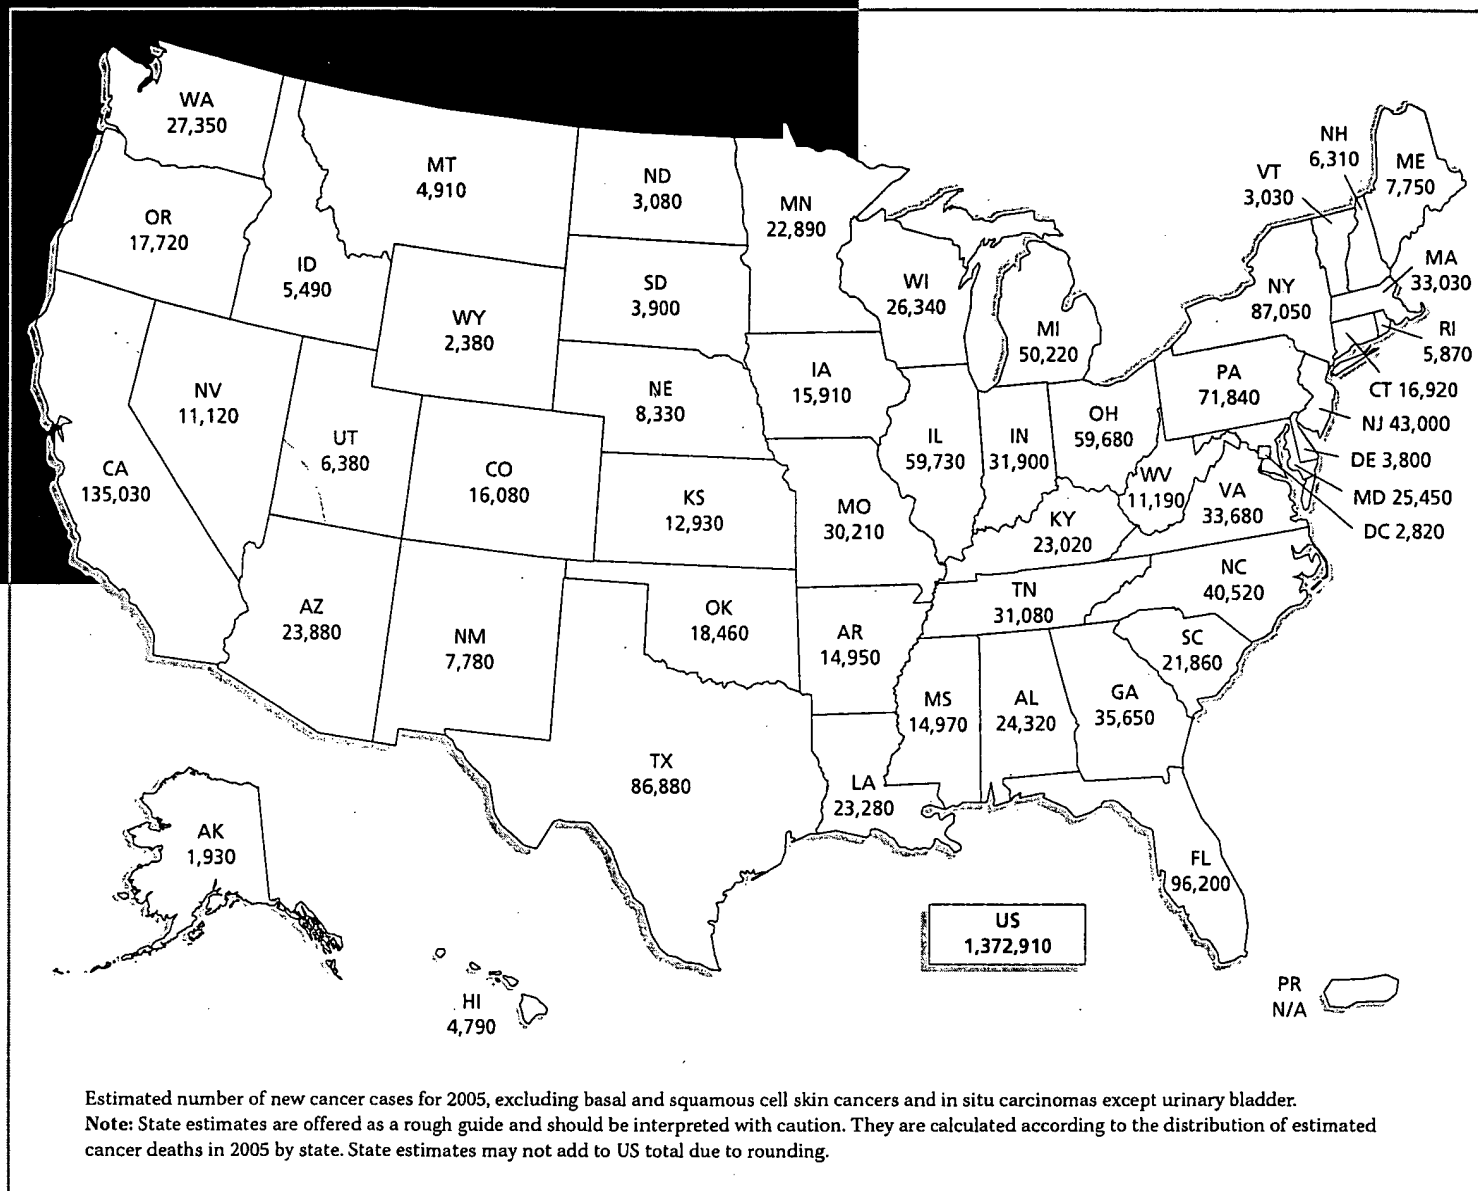 WA
27,350
MT
4,910
ND
3,080
MN
22,890
NH
6,310
VT
3,030
ME
7,750
OR
17,720
ID
5,490
SD
3,900
WI
26,340
NY
87,050
MA
33,030
WY
2,380
MI
50,220
RI
5,870
NV
11,120
NE
8,330
IA
15,910
PA
71,840
CT 16,920
NJ 43,000
UT
6,380
CO
16,080
IL
59,730
IN
31,900
OH
59,680
DE 3,800
CA
135,030
KS
12,930
MO
30,210
WV
11,190
VA
33,680
MD 25,450
KY
23,020
DC 2,820
AZ
23,880
NM
7,780
OK
18,460
AR
14,950
TN
31,080
NC
40,520
SC
21,860
MS
14,970
AL
24,320
GA
35,650
TX
86,880
LA
23,280
AK
1,930
FL
96,200
US
1,372,910
HI
4,790
PR
N/A
Estimated number of new cancer cases for 2005, excluding basal and squamous cell skin cancers and in situ carcinomas except urinary bladder.
Note: State estimates are offered as a rough guide and should be interpreted with caution. They are calculated according to the distribution of estimated
cancer deaths in 2005 by state. State estimates may not add to US total due to rounding.